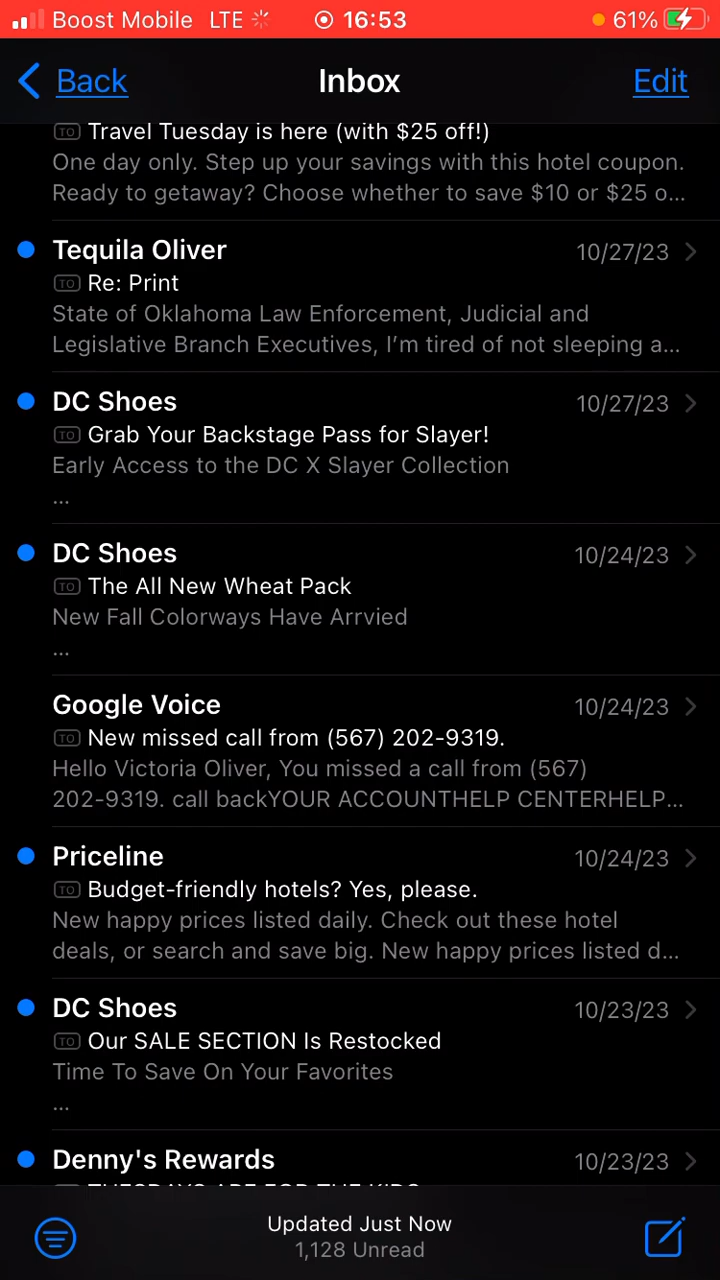 Boost Mobile LTE 16:53 61%
Back Inbox Edit
TO Travel Tuesday is here (with $25 off!)
One day only. Step up your savings with this hotel coupon.
Ready to getaway? Choose whether to save $10 or $25 o...
Tequila Oliver 10/27/23
TO Re: Print
State of Oklahoma Law Enforcement, Judicial and
Legislative Branch Executives, I'm tired of not sleeping a...
DC Shoes 10/27/23
TO Grab Your Backstage Pass for Slayer!
Early Access to the DC X Slayer Collection
...
DC Shoes 10/24/23
TO The All New Wheat Pack
New Fall Colorways Have Arrvied
...
Google Voice 10/24/23
TO New missed call from (567) 202-9319.
Hello Victoria Oliver, You missed a call from (567)
202-9319. call backYOUR ACCOUNTHELP CENTERHELP...
Priceline 10/24/23
TO Budget-friendly hotels? Yes, please.
New happy prices listed daily. Check out these hotel
deals, or search and save big. New happy prices listed d...
DC Shoes 10/23/23
TO Our SALE SECTION Is Restocked
Time To Save On Your Favorites
...
Denny's Rewards 10/23/23
TUESDAYS ARE FOR THE KIDS
Updated Just Now
1,128 Unread